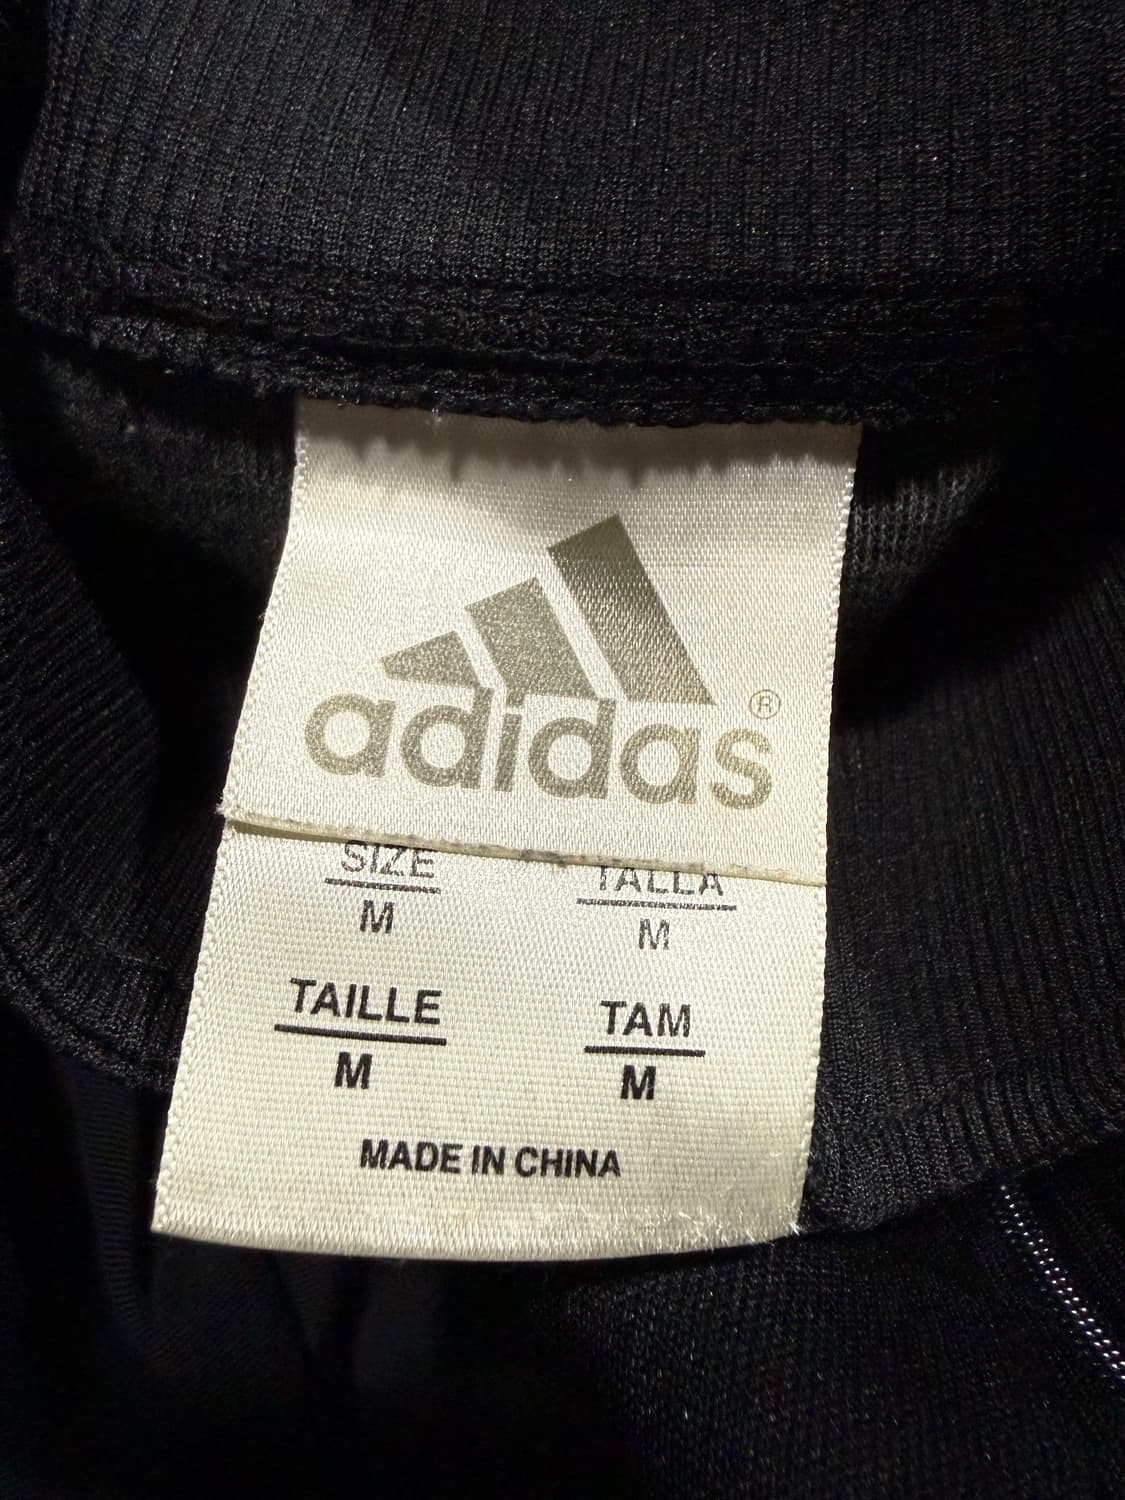 adidas®
SIZE TALLA
M M
TAILLE TAM
M M
MADE IN CHINA